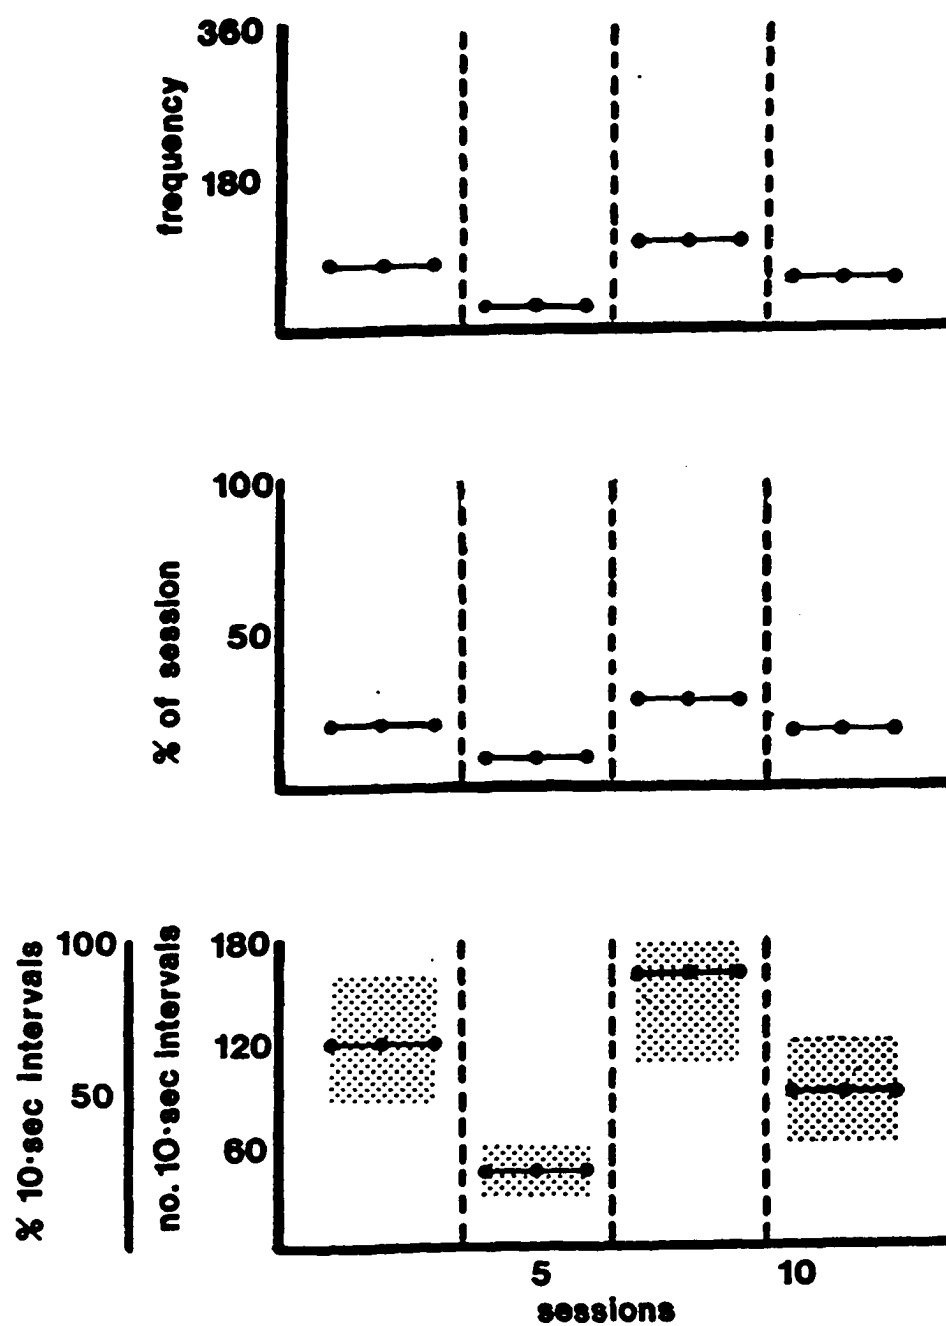 360
frequency
180
100
% of session
50
% 10-sec intervals
100
50
no. 10-sec intervals
180
120
60
5
10
sessions